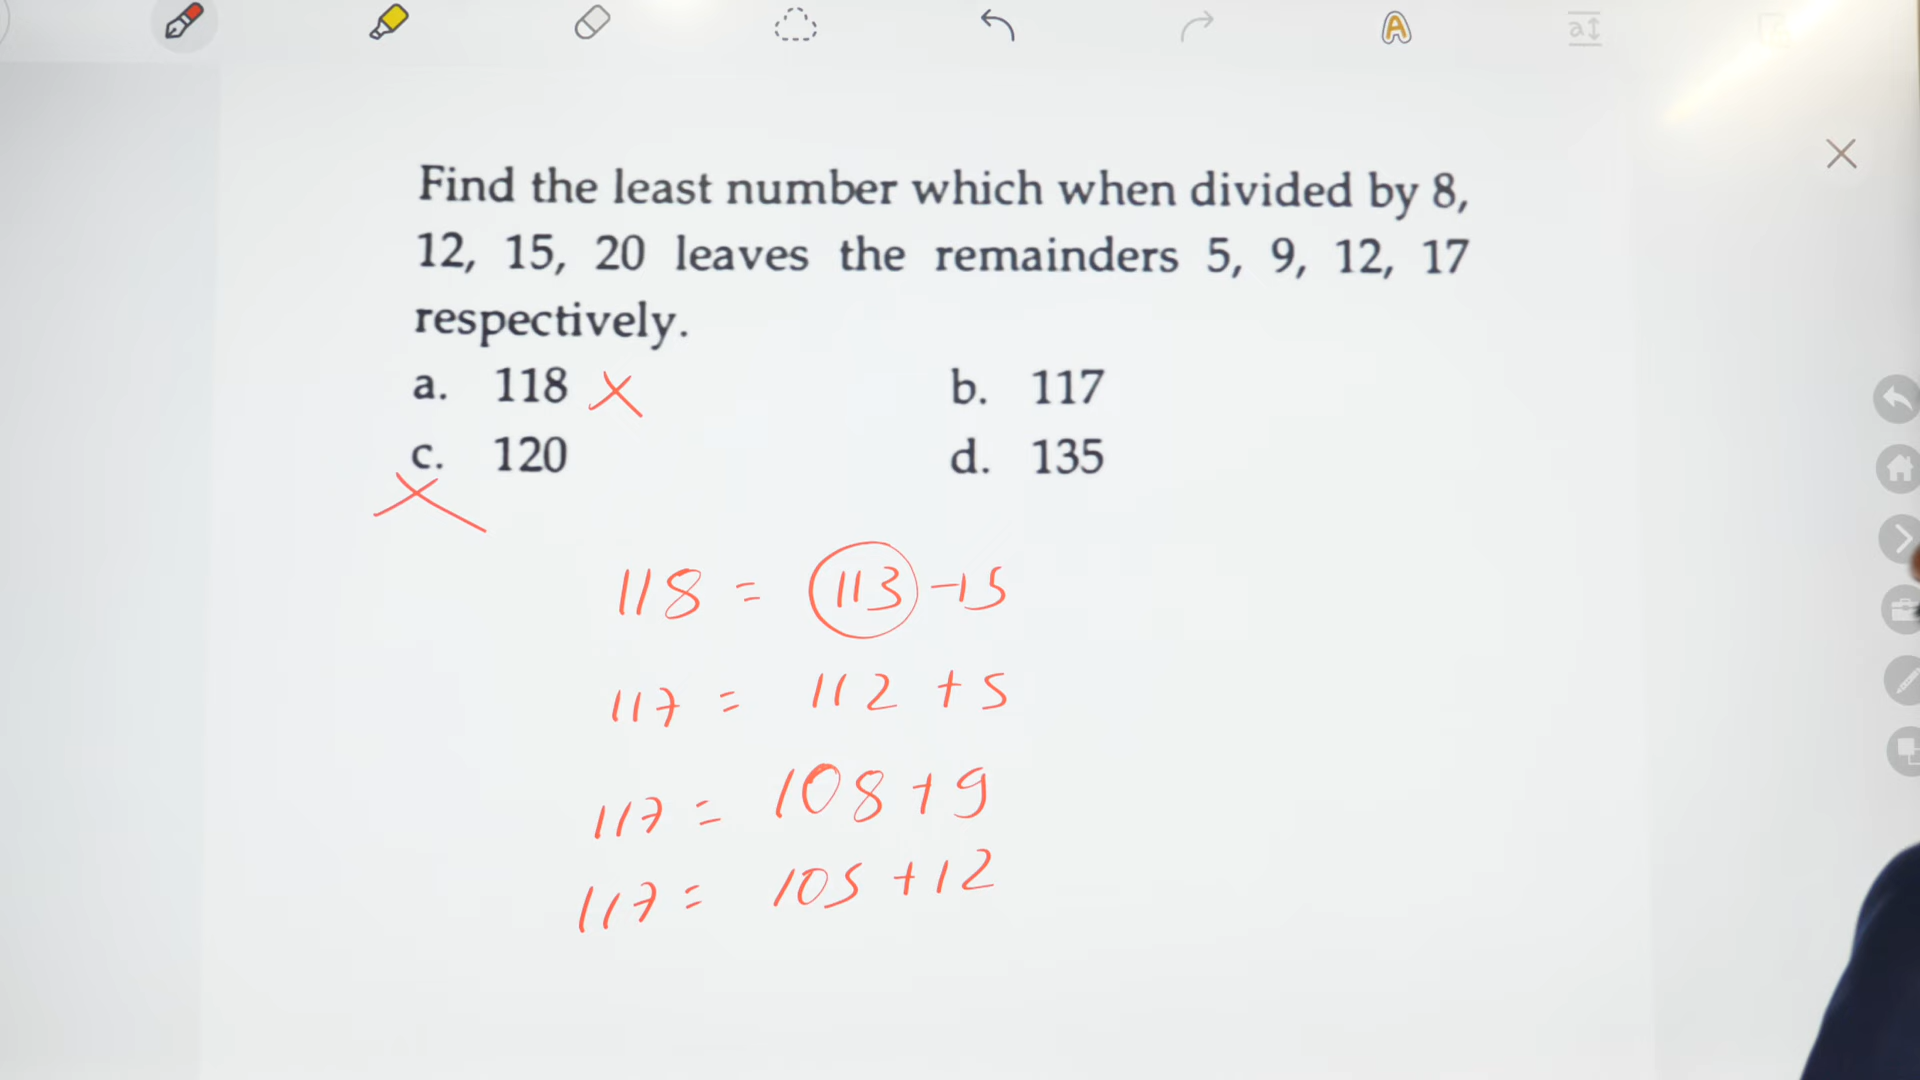 A
a
Find the least number which when divided by 8,
12, 15, 20 leaves the remainders 5, 9, 12, 17
respectively.
a. 118 b. 117
c. 120 d. 135
118 = 113 -15
117 = 112 + 5
117 = 108 + 9
117 = 105 + 12